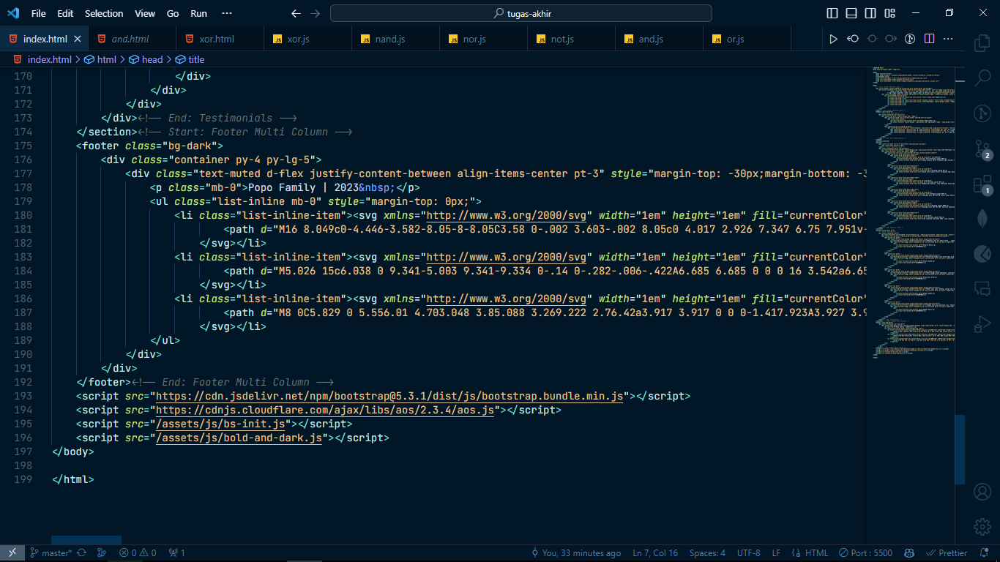 File Edit Selection View Go Run ··· tugas-akhir
index.html and.html xor.html xor.js nand.js nor.js not.js and.js or.js
index.html > html > head > title
170 </div>
171 </div>
172 </div>
173 </div><!-- End: Testimonials -->
174 </section><!-- Start: Footer Multi Column -->
175 <footer class="bg-dark">
176 <div class="container py-4 py-lg-5">
177 <div class="text-muted d-flex justify-content-between align-items-center pt-3" style="margin-top: -30px;margin-bottom: -3
178 <p class="mb-0">Popo Family | 2023&nbsp;</p>
179 <ul class="list-inline mb-0" style="margin-top: 0px;">
180 <li class="list-inline-item"><svg xmlns="http://www.w3.org/2000/svg" width="1em" height="1em" fill="currentColor"
181 <path d="M16 8.049c0-4.446-3.582-8.05-8-8.05C3.58 0-.002 3.603-.002 8.05c0 4.017 2.926 7.347 6.75 7.951v-
182 </svg></li>
183 <li class="list-inline-item"><svg xmlns="http://www.w3.org/2000/svg" width="1em" height="1em" fill="currentColor"
184 <path d="M5.026 15c6.038 0 9.341-5.003 9.341-9.334 0-.14 0-.282-.006-.422A6.685 6.685 0 0 0 16 3.542a6.65
185 </svg></li>
186 <li class="list-inline-item"><svg xmlns="http://www.w3.org/2000/svg" width="1em" height="1em" fill="currentColor"
187 <path d="M8 0C5.829 0 5.556.01 4.703.048 3.85.088 3.269.222 2.76.42a3.917 3.917 0 0 0-1.417.923A3.927 3.9
188 </svg></li>
189 </ul>
190 </div>
191 </div>
192 </footer><!-- End: Footer Multi Column -->
193 <script src="https://cdn.jsdelivr.net/npm/bootstrap@5.3.1/dist/js/bootstrap.bundle.min.js"></script>
194 <script src="https://cdnjs.cloudflare.com/ajax/libs/aos/2.3.4/aos.js"></script>
195 <script src="/assets/js/bs-init.js"></script>
196 <script src="/assets/js/bold-and-dark.js"></script>
197 </body>
198
199 </html>
2
1
master* 0 0 1 You, 33 minutes ago Ln 7, Col 16 Spaces: 4 UTF-8 LF HTML Port : 5500 Prettier